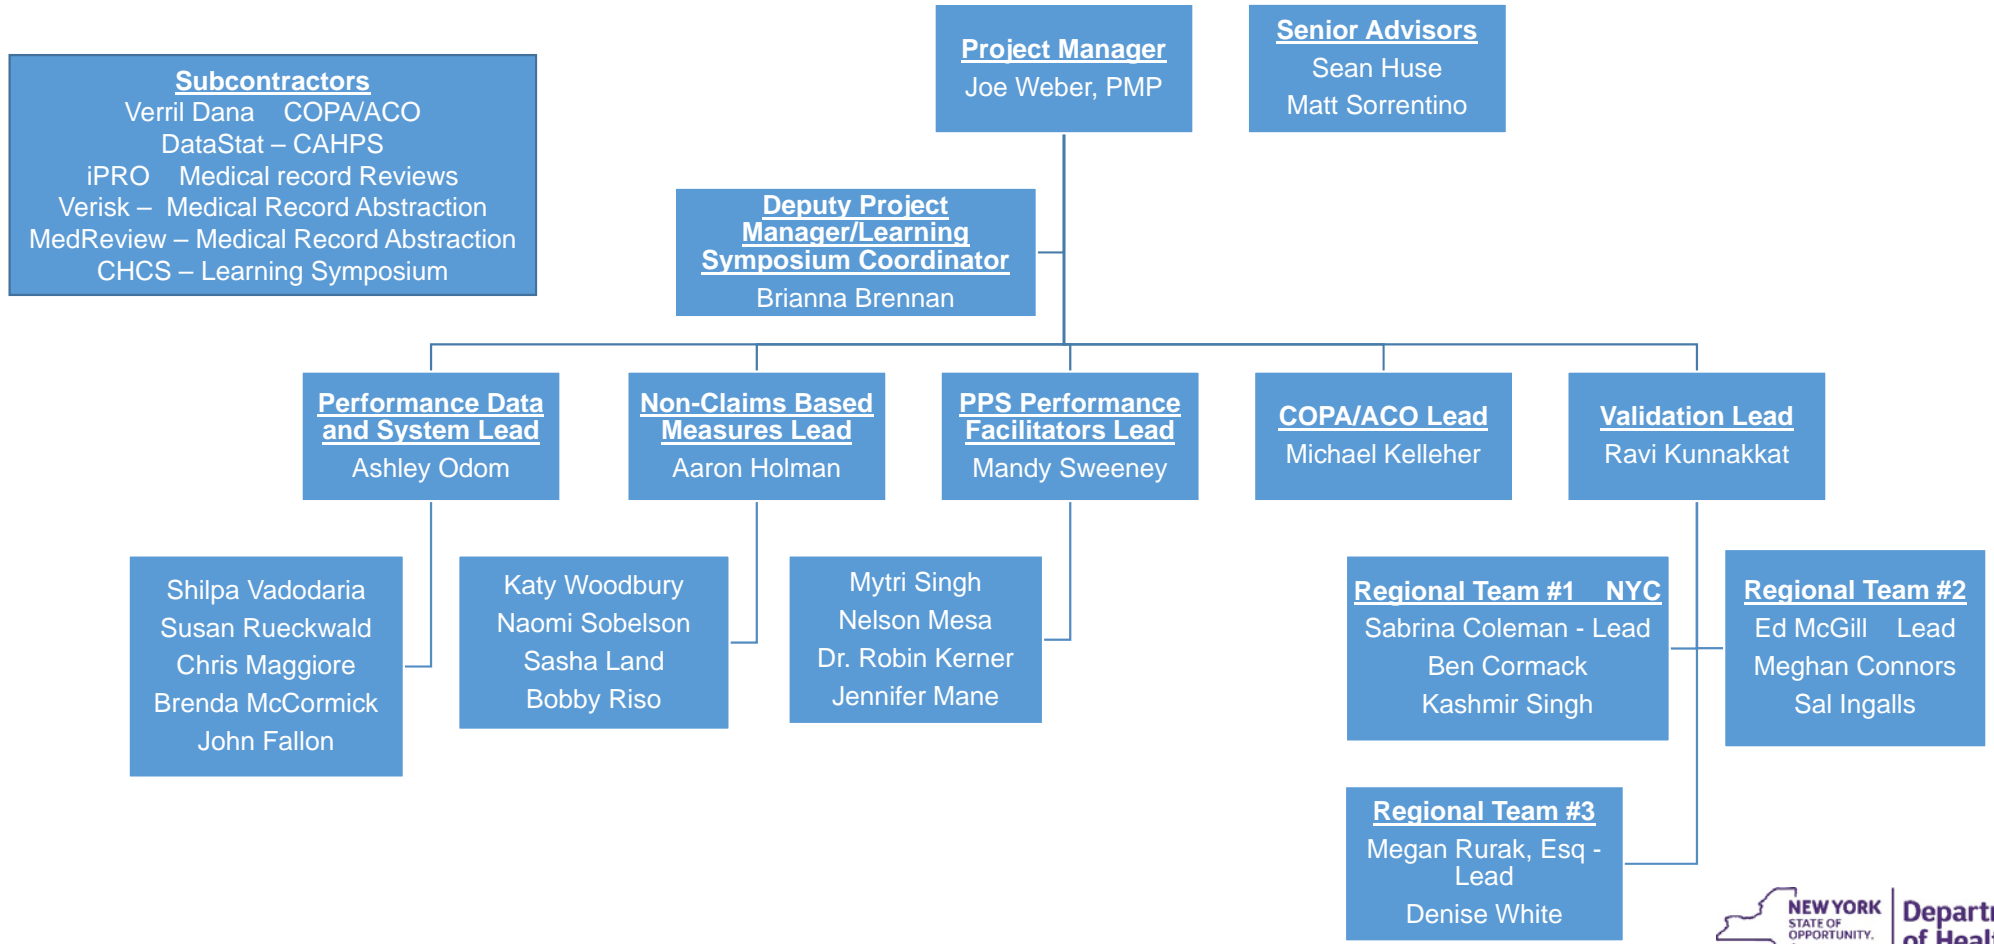 Project Manager
Joe Weber, PMP
Senior Advisors
Sean Huse
Matt Sorrentino
Subcontractors
Verril Dana COPA/ACO
DataStat – CAHPS
iPRO Medical record Reviews
Verisk – Medical Record Abstraction
MedReview – Medical Record Abstraction
CHCS – Learning Symposium
Deputy Project
Manager/Learning
Symposium Coordinator
Brianna Brennan
Performance Data
and System Lead
Ashley Odom
Non-Claims Based
Measures Lead
Aaron Holman
PPS Performance
Facilitators Lead
Mandy Sweeney
COPA/ACO Lead
Michael Kelleher
Validation Lead
Ravi Kunnakkat
Shilpa Vadodaria
Susan Rueckwald
Chris Maggiore
Brenda McCormick
John Fallon
Katy Woodbury
Naomi Sobelson
Sasha Land
Bobby Riso
Mytri Singh
Nelson Mesa
Dr. Robin Kerner
Jennifer Mane
Regional Team #1 NYC
Sabrina Coleman - Lead
Ben Cormack
Kashmir Singh
Regional Team #2
Ed McGill Lead
Meghan Connors
Sal Ingalls
Regional Team #3
Megan Rurak, Esq -
Lead
Denise White
NEW YORK
STATE OF
OPPORTUNITY.
Departm
of Healt